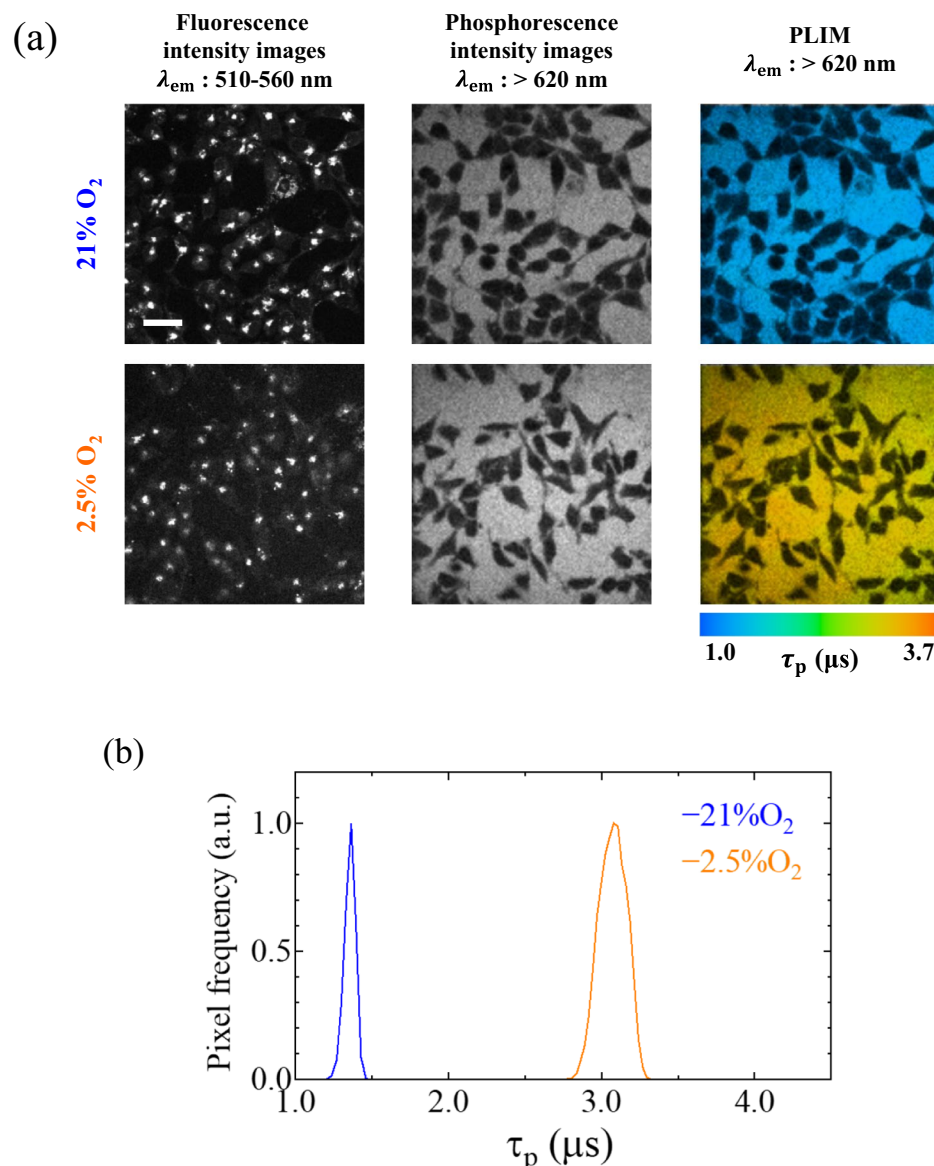 (a)
Fluorescence
intensity images
λem : 510-560 nm
Phosphorescence
intensity images
λem : > 620 nm
PLIM
λem : > 620 nm
21% O2
2.5% O2
1.0
τp (μs)
3.7
(b)
Pixel frequency (a.u.)
1.0
0.5
0.0
−21%O2
−2.5%O2
1.0
2.0
3.0
4.0
τp (μs)